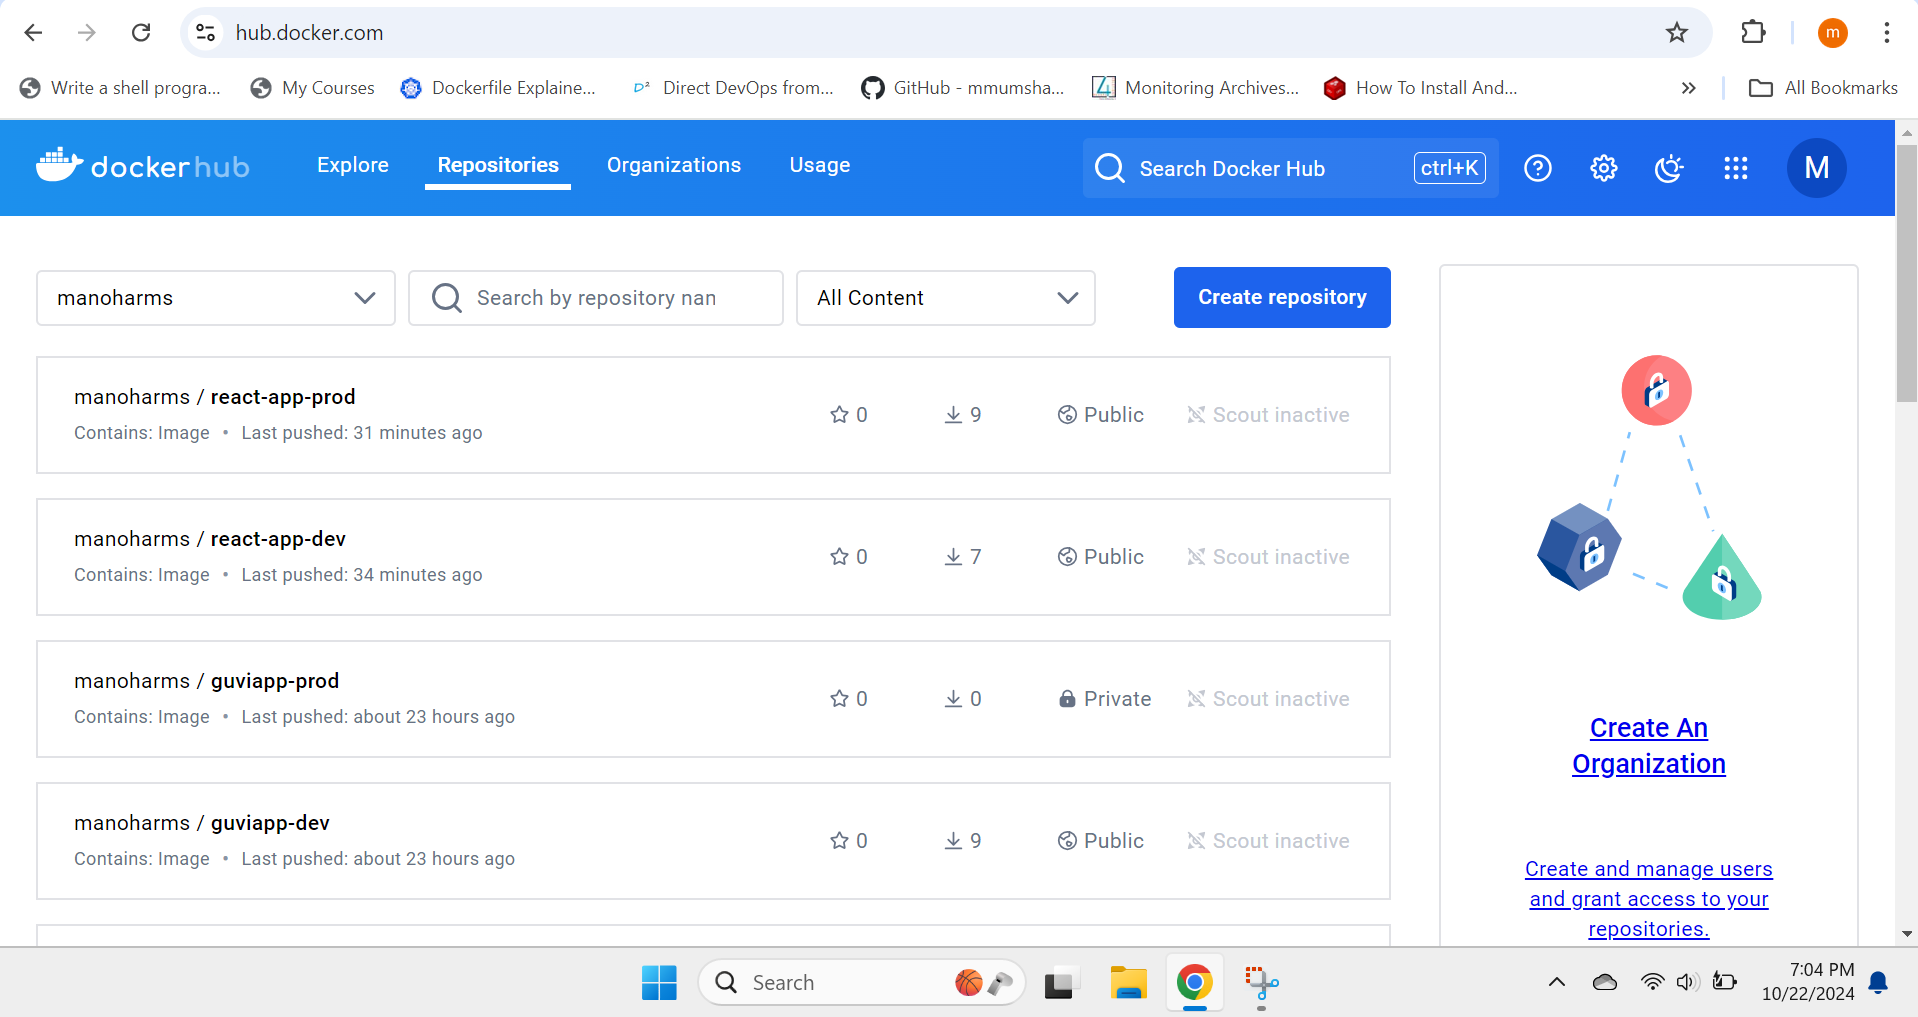 hub.docker.com
m
Write a shell progra...
My Courses
Dockerfile Explaine...
D² Direct DevOps from...
GitHub - mmumsha...
Monitoring Archives...
How To Install And...
All Bookmarks
docker hub
Explore
Repositories
Organizations
Usage
Search Docker Hub
ctrl+K
M
manoharms
Search by repository nan
All Content
Create repository
manoharms / react-app-prod
Contains: Image • Last pushed: 31 minutes ago
0
9
Public
Scout inactive
manoharms / react-app-dev
Contains: Image • Last pushed: 34 minutes ago
0
7
Public
Scout inactive
manoharms / guviapp-prod
Contains: Image • Last pushed: about 23 hours ago
0
0
Private
Scout inactive
manoharms / guviapp-dev
Contains: Image • Last pushed: about 23 hours ago
0
9
Public
Scout inactive
Create An
Organization
Create and manage users
and grant access to your
repositories.
Search
7:04 PM
10/22/2024